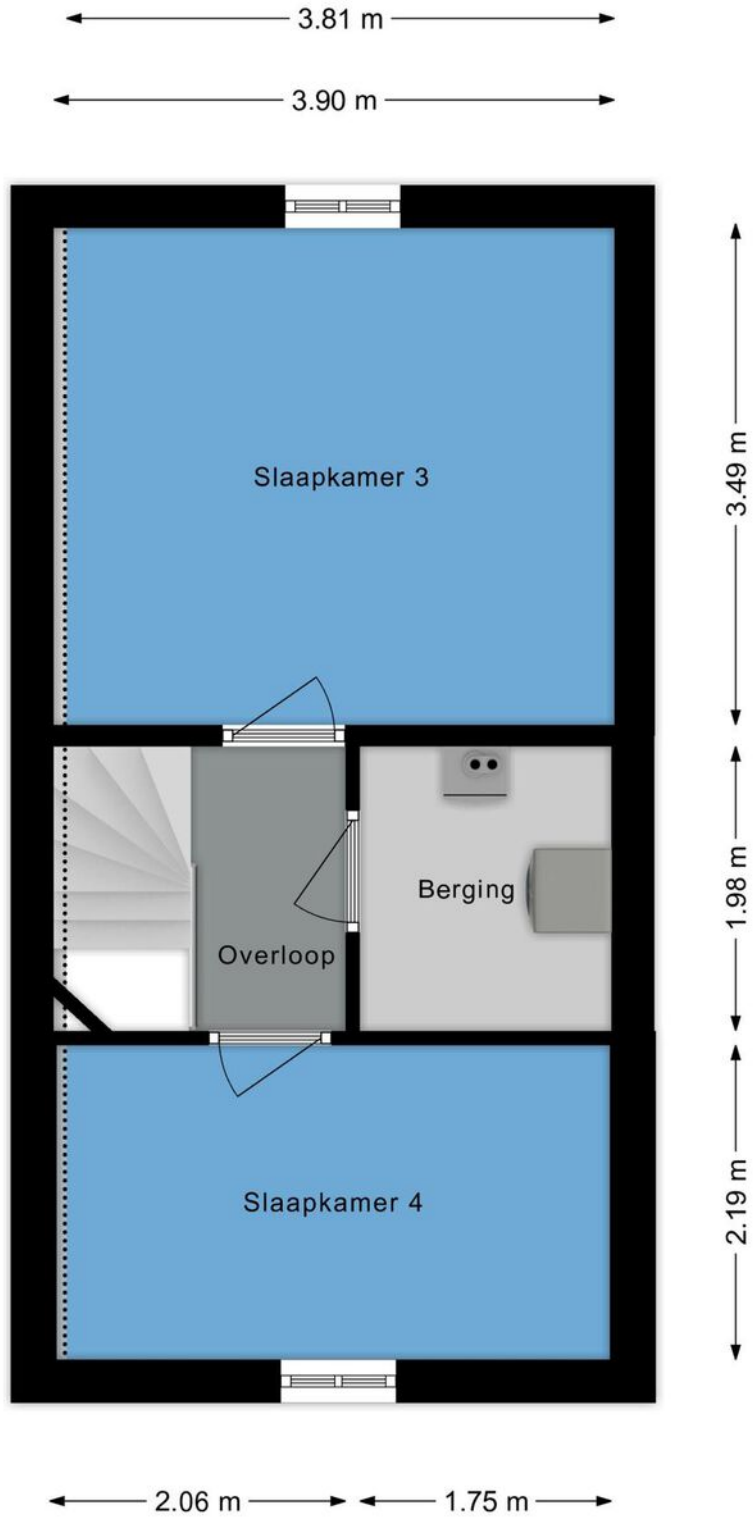 3.81 m
3.90 m
Slaapkamer 3
3.49 m
Berging
1.98 m
Overloop
Slaapkamer 4
2.19 m
2.06 m
1.75 m